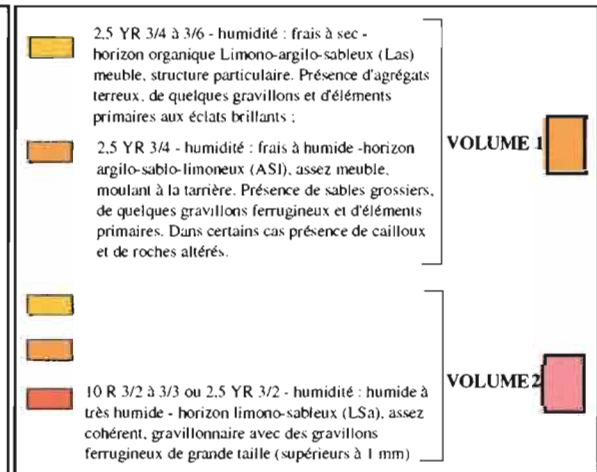 2,5 YR 3/4 à 3/6 - humidité : frais à sec -
horizon organique Limono-argilo-sableux (Las)
meuble, structure particulaire. Présence d'agrégats
terreux, de quelques gravillons et d'éléments
primaires aux éclats brillants ;
2,5 YR 3/4 - humidité : frais à humide -horizon
argilo-sablo-limoneux (ASl), assez meuble,
moulant à la tarrière. Présence de sables grossiers,
de quelques gravillons ferrugineux et d'éléments
primaires. Dans certains cas présence de cailloux
et de roches altérés.
VOLUME 1
10 R 3/2 à 3/3 ou 2.5 YR 3/2 - humidité : humide à
très humide - horizon limono-sableux (LSa), assez
cohérent, gravillonnaire avec des gravillons
ferrugineux de grande taille (supérieurs à 1 mm)
VOLUME 2